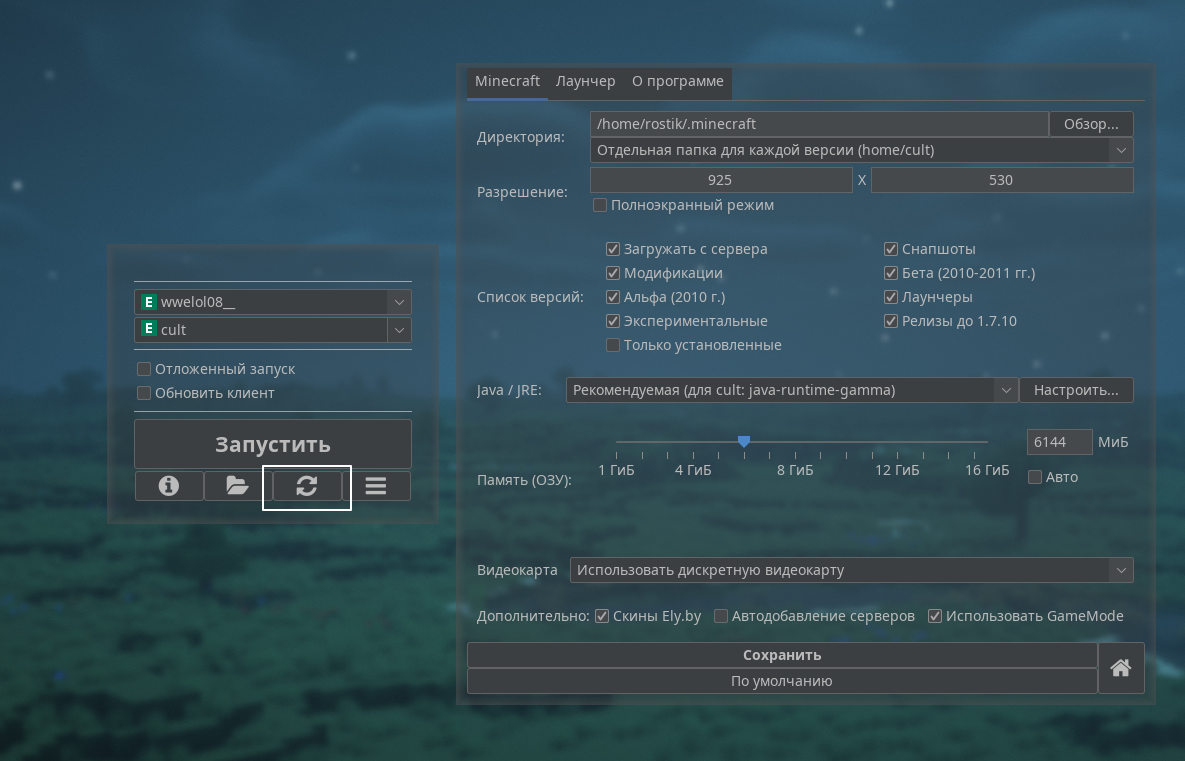 Minecraft Лаунчер О программе
Директория:
/home/rostik/.minecraft Обзор...
Отдельная папка для каждой версии (home/cult)
Разрешение:
925 X 530
Полноэкранный режим
Список версий:
Загружать с сервера Снапшоты
Модификации Бета (2010-2011 гг.)
Альфа (2010 г.) Лаунчеры
Экспериментальные Релизы до 1.7.10
Только установленные
Java / JRE: Рекомендуемая (для cult: java-runtime-gamma) Настроить...
Память (ОЗУ):
6144 МиБ
1 ГиБ 4 ГиБ 8 ГиБ 12 ГиБ 16 ГиБ
Авто
Видеокарта Использовать дискретную видеокарту
Дополнительно: Скины Ely.by Автодобавление серверов Использовать GameMode
Сохранить
По умолчанию
E wwelol08__
E cult
Отложенный запуск
Обновить клиент
Запустить